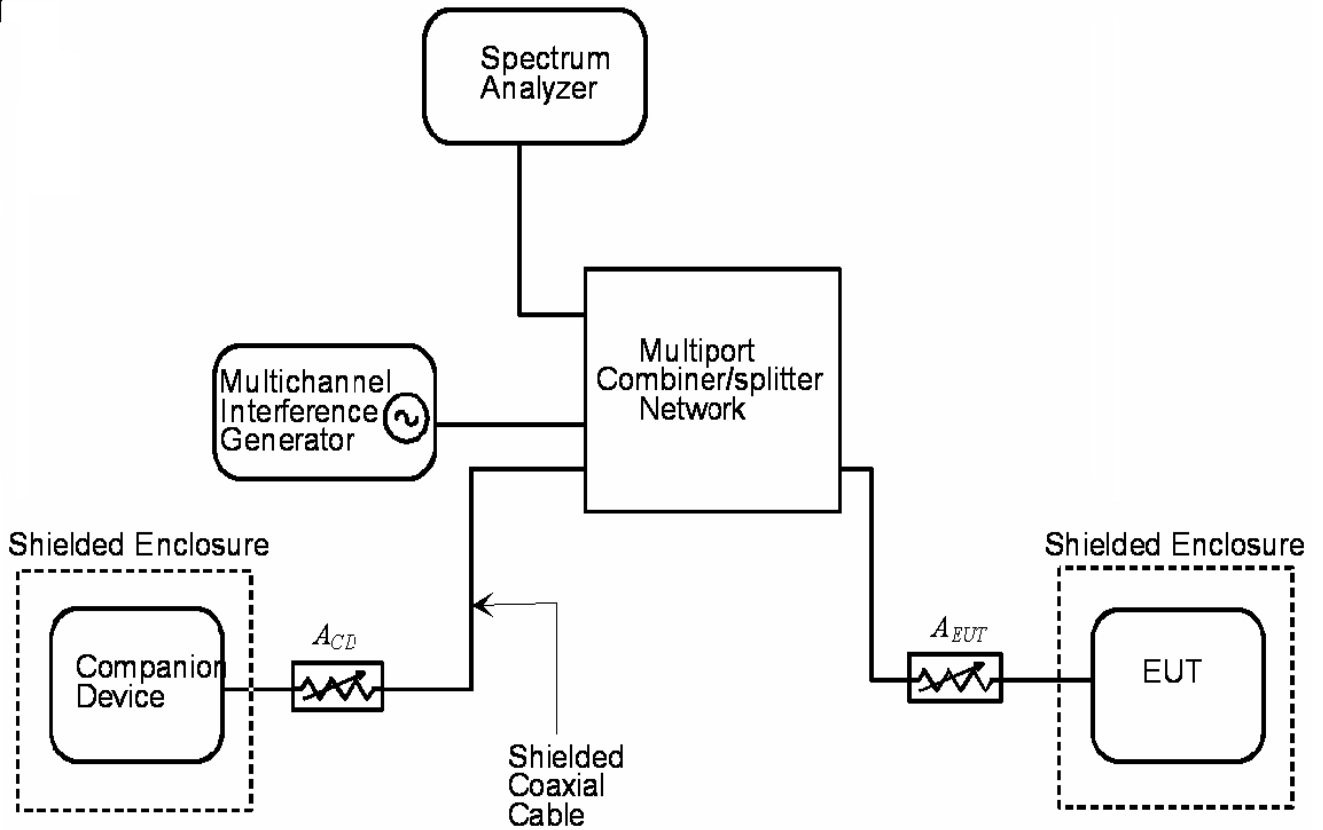 Spectrum
Analyzer
Multiport
Combiner/splitter
Network
Multichannel
Interference
Generator
Shielded Enclosure
Companion
Device
A_CD
Shielded
Coaxial
Cable
Shielded Enclosure
A_EUT
EUT